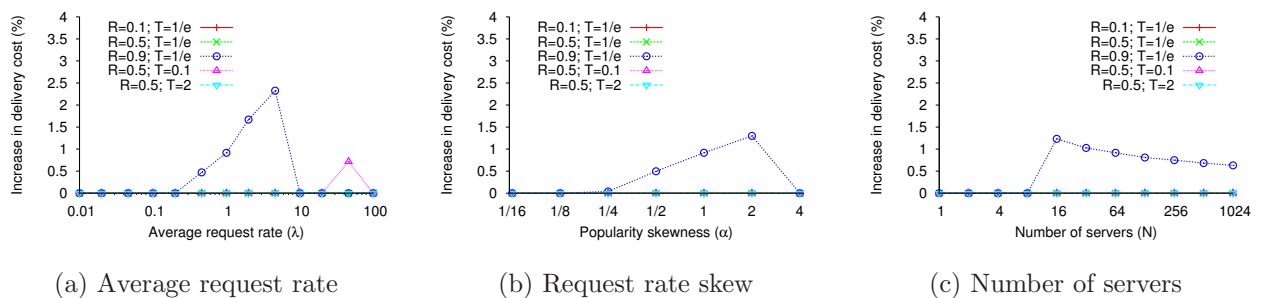 Increase in delivery cost (%)
4
3.5
3
2.5
2
1.5
1
0.5
0
R=0.1; T=1/e
R=0.5; T=1/e
R=0.9; T=1/e
R=0.5; T=0.1
R=0.5; T=2
0.01 0.1 1 10 100
Average request rate (λ)
(a) Average request rate
Increase in delivery cost (%)
4
3.5
3
2.5
2
1.5
1
0.5
0
R=0.1; T=1/e
R=0.5; T=1/e
R=0.9; T=1/e
R=0.5; T=0.1
R=0.5; T=2
1/16 1/8 1/4 1/2 1 2 4
Popularity skewness (α)
(b) Request rate skew
Increase in delivery cost (%)
4
3.5
3
2.5
2
1.5
1
0.5
0
R=0.1; T=1/e
R=0.5; T=1/e
R=0.9; T=1/e
R=0.5; T=0.1
R=0.5; T=2
1 4 16 64 256 1024
Number of servers (N)
(c) Number of servers